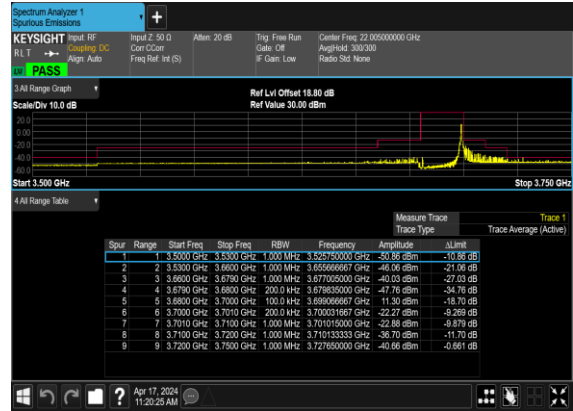 Spectrum Analyzer 1
Spurious Emissions
KEYSIGHT Input: RF Input Z: 50 Ω Atten: 20 dB Trig: Free Run Center Freq: 22.005000000 GHz
RLT Coupling: DC Corr CCorr Gate: Off Avg|Hold: 300/300
Align: Auto Freq Ref: Int (S) IF Gain: Low Radio Std: None
PASS
3.All Range Graph
Ref Lvl Offset 18.80 dB
Scale/Div 10.0 dB Ref Value 30.00 dBm
20.0
0.00
-20.0
-40.0
-60.0
Start 3.500 GHz Stop 3.750 GHz
4.All Range Table
Measure Trace Trace 1
Trace Type Trace Average (Active)
Spur Range Start Freq Stop Freq RBW Frequency Amplitude ΔLimit
1 1 3.5000 GHz 3.5300 GHz 1.000 MHz 3.525750000 GHz -50.86 dBm -10.86 dB
2 2 3.5300 GHz 3.6600 GHz 1.000 MHz 3.655666667 GHz -46.06 dBm -21.06 dB
3 3 3.6600 GHz 3.6790 GHz 1.000 MHz 3.677005000 GHz -40.03 dBm -27.03 dB
4 4 3.6790 GHz 3.6800 GHz 200.0 kHz 3.679835000 GHz -47.76 dBm -34.76 dB
5 5 3.6800 GHz 3.7000 GHz 100.0 kHz 3.699066667 GHz 11.30 dBm -18.70 dB
6 6 3.7000 GHz 3.7010 GHz 200.0 kHz 3.700031667 GHz -22.27 dBm -9.269 dB
7 7 3.7010 GHz 3.7100 GHz 1.000 MHz 3.701015000 GHz -22.88 dBm -9.879 dB
8 8 3.7100 GHz 3.7200 GHz 1.000 MHz 3.710133333 GHz -36.70 dBm -11.70 dB
9 9 3.7200 GHz 3.7500 GHz 1.000 MHz 3.727650000 GHz -40.66 dBm -0.661 dB
Apr 17, 2024
11:20:25 AM